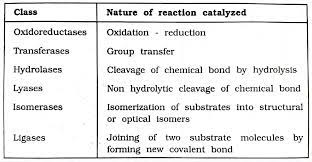 Class Nature of reaction catalyzed
Oxidoreductases Oxidation - reduction
Transferases Group transfer
Hydrolases Cleavage of chemical bond by hydrolysis
Lyases Non hydrolytic cleavage of chemical bond
Isomerases Isomerization of substrates into structural
or optical isomers
Ligases Joining of two substrate molecules by
forming new covalent bond